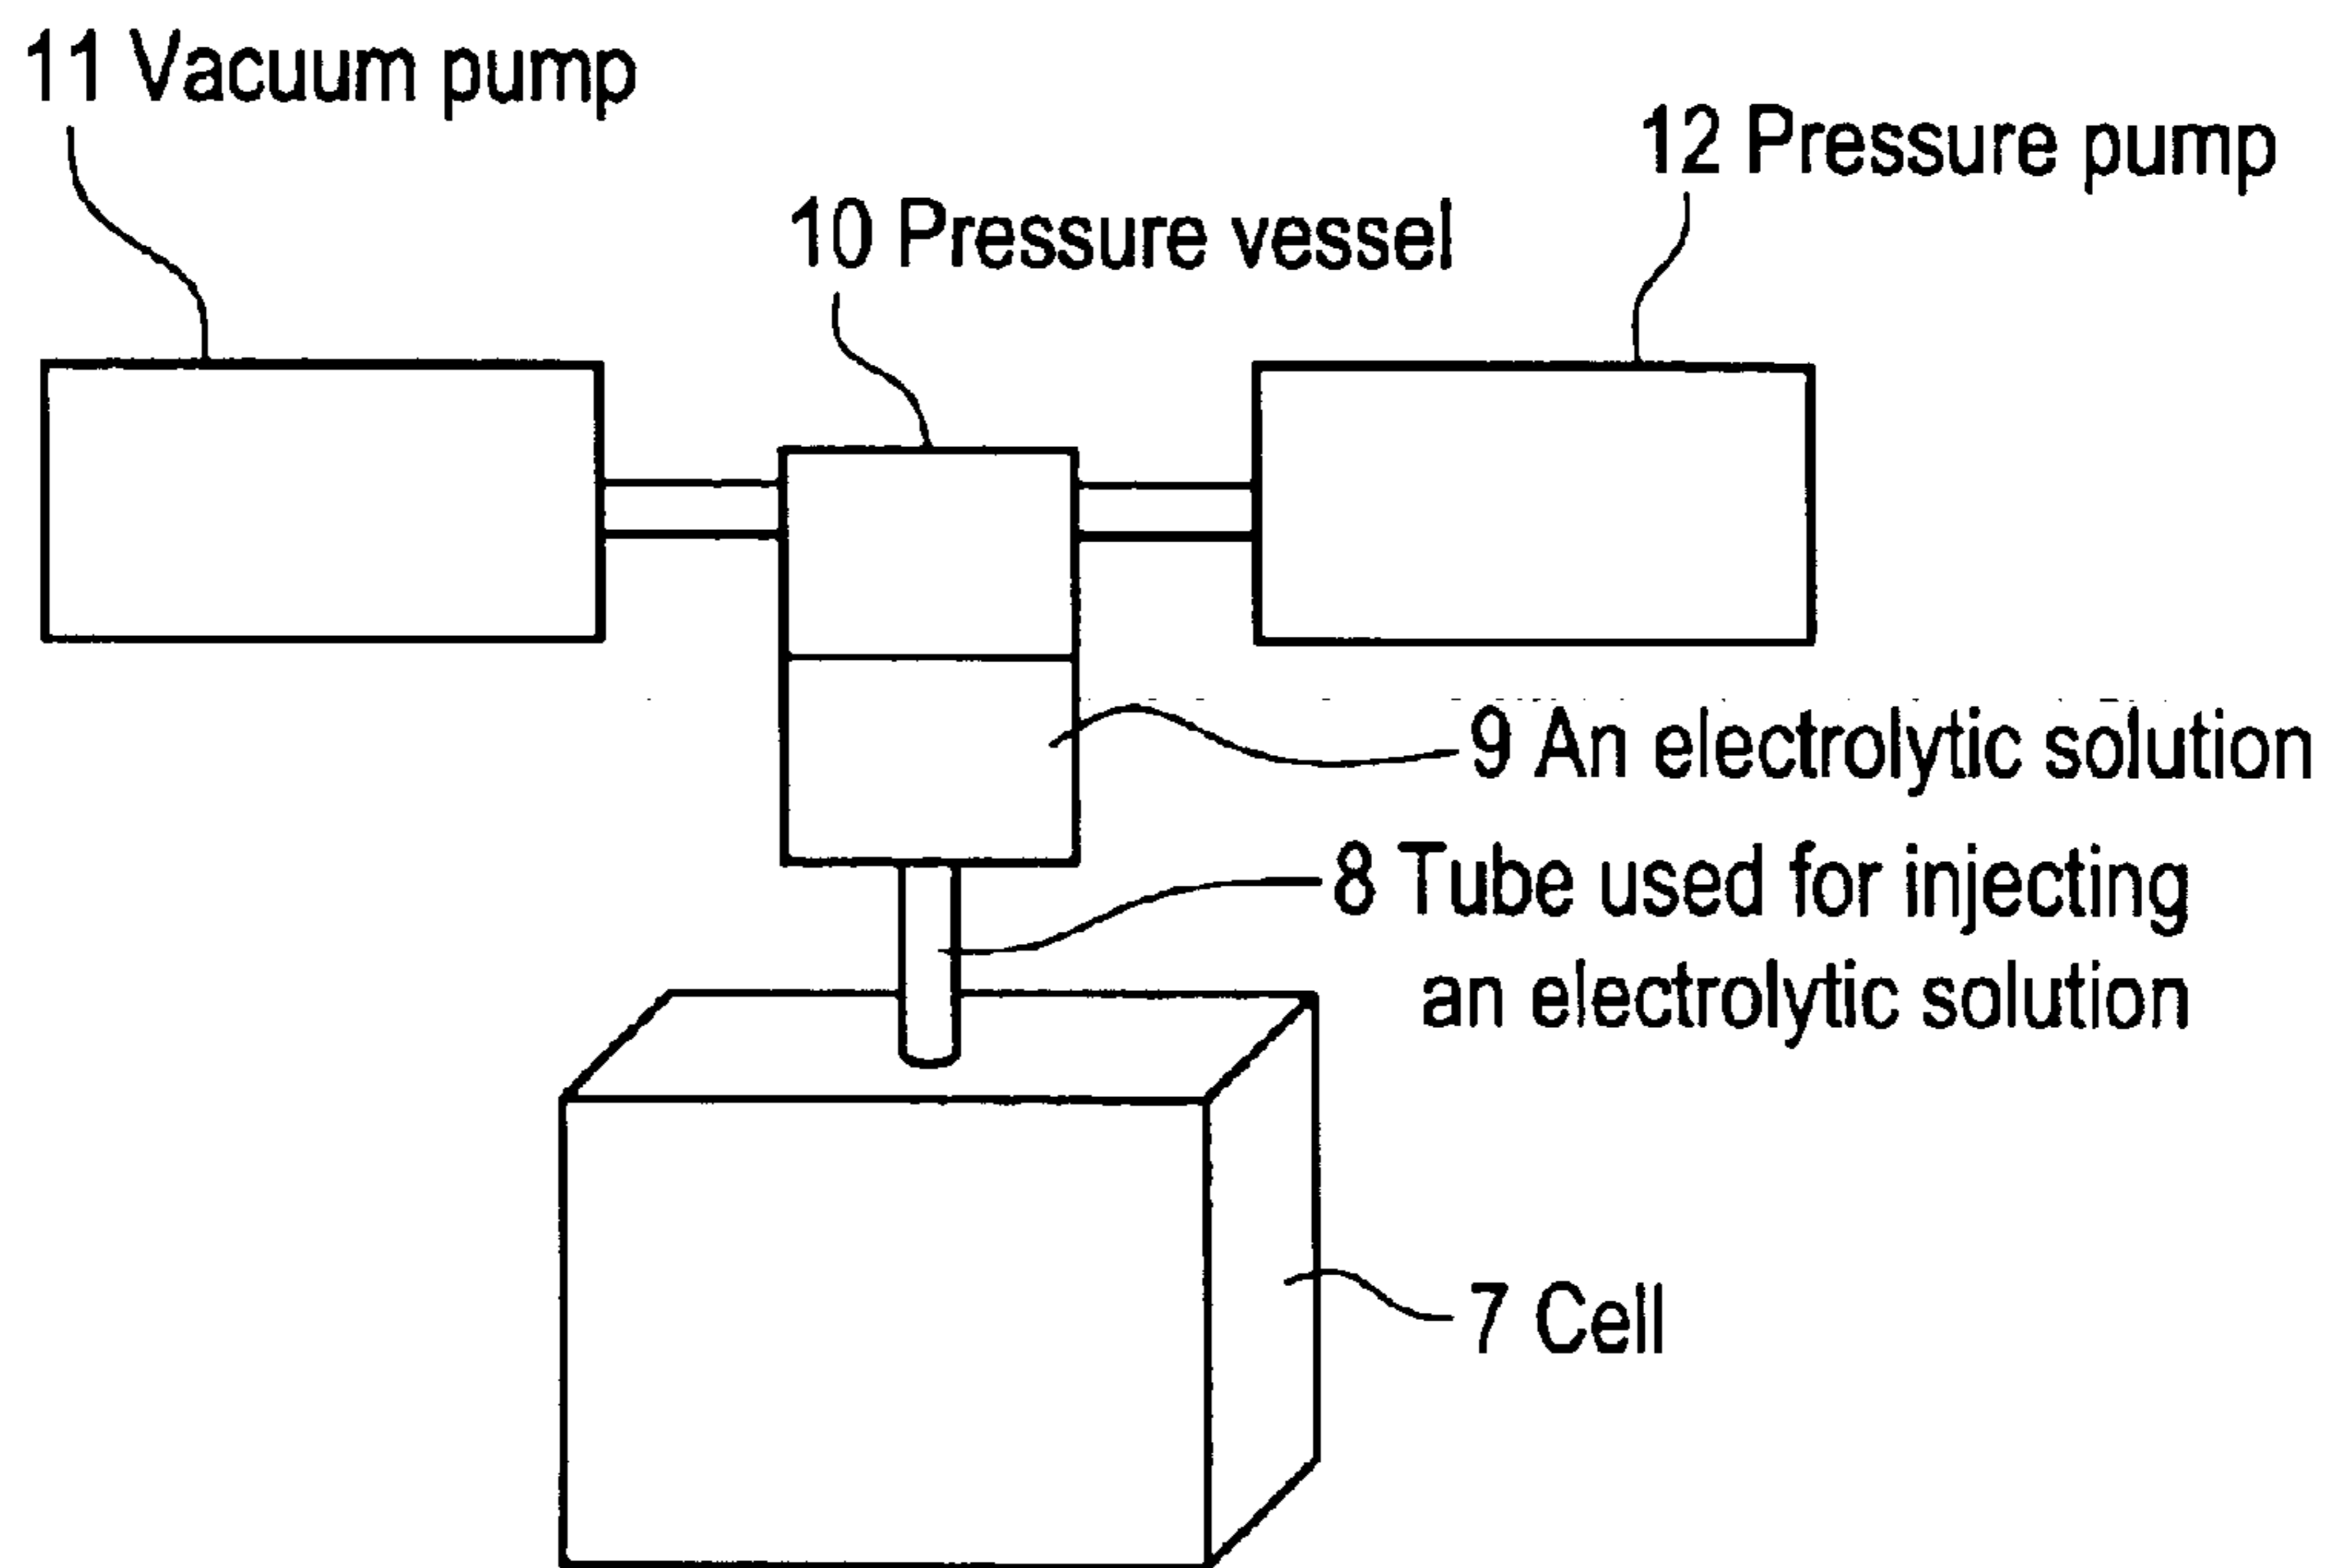 11 Vacuum pump
12 Pressure pump
10 Pressure vessel
9 An electrolytic solution
8 Tube used for injecting
an electrolytic solution
7 Cell